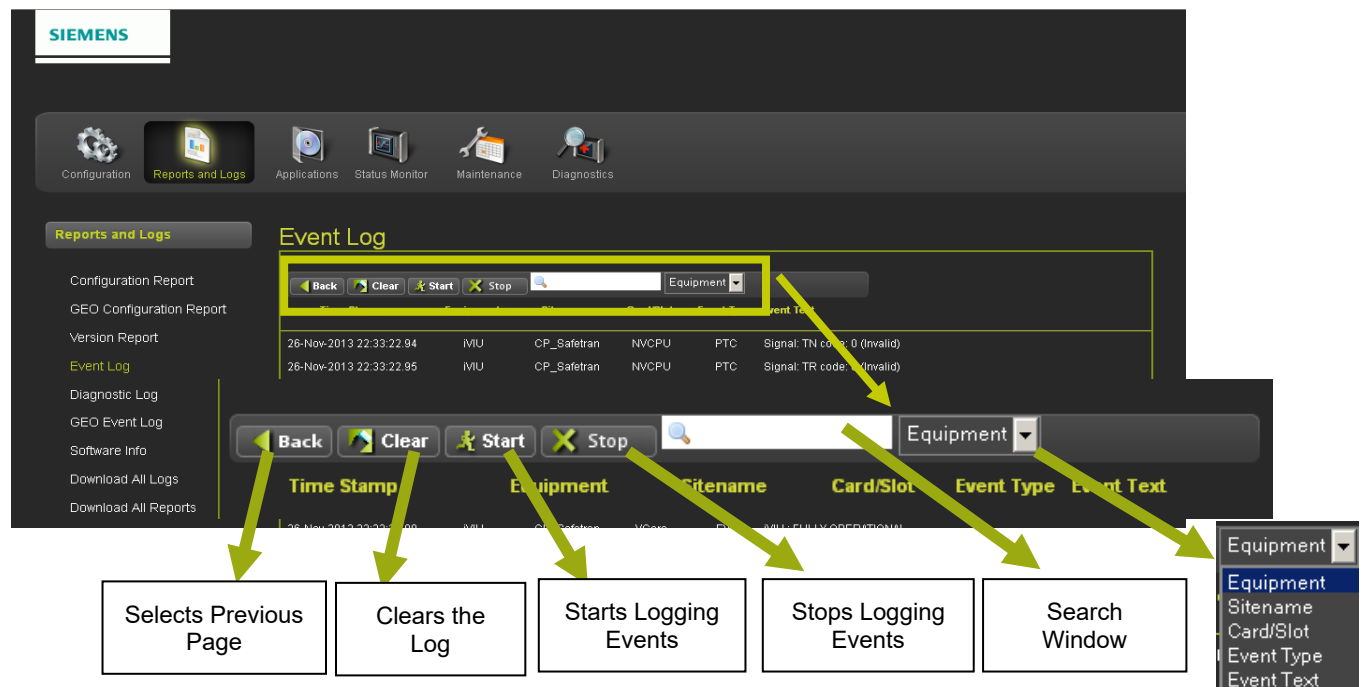 SIEMENS
Configuration
Reports and Logs
Applications
Status Monitor
Maintenance
Diagnostics
Reports and Logs
Configuration Report
GEO Configuration Report
Version Report
Event Log
Diagnostic Log
GEO Event Log
Software Info
Download All Logs
Download All Reports
Event Log
Back Clear Start Stop Equipment
26-Nov-2013 22:33:22.94 iVIU CP_Safetran NVCPU PTC Signal: TN code: 0 (Invalid)
26-Nov-2013 22:33:22.95 iVIU CP_Safetran NVCPU PTC Signal: TR code: 0 (Invalid)
Back Clear Start Stop Equipment
Time Stamp Equipment Sitename Card/Slot Event Type Event Text
Selects Previous
Page
Clears the
Log
Starts Logging
Events
Stops Logging
Events
Search
Window
Equipment
Equipment
Sitename
Card/Slot
Event Type
Event Text